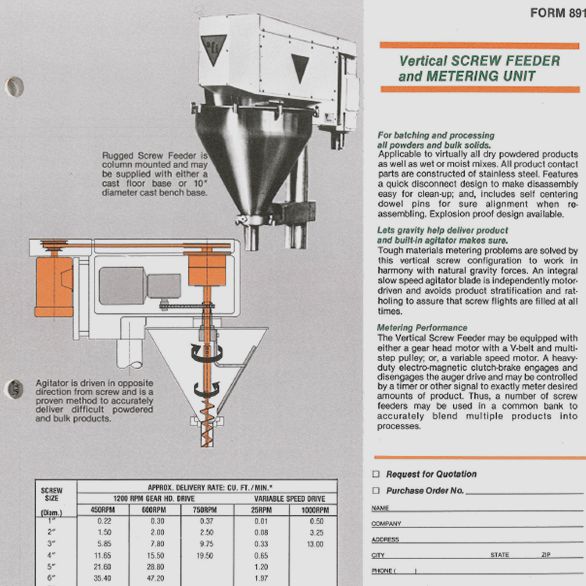 FORM 891
Vertical SCREW FEEDER
and METERING UNIT
Rugged Screw Feeder is
column mounted and may
be supplied with either a
cast floor base or 10"
diameter cast bench base.
For batching and processing
all powders and bulk solids.
Applicable to virtually all dry powdered products
as well as wet or moist mixes. All product contact
parts are constructed of stainless steel. Features
a quick disconnect design to make disassembly
easy for clean-up; and, includes self centering
dowel pins for sure alignment when re-
assembling. Explosion proof design available.
Lets gravity help deliver product
and built-in agitator makes sure.
Tough materials metering problems are solved by
this vertical screw configuration to work in
harmony with natural gravity forces. An integral
slow speed agitator blade is independently motor-
driven and avoids product stratification and rat-
holing to assure that screw flights are filled at all
times.
Metering Performance
The Vertical Screw Feeder may be equipped with
either a gear head motor with a V-belt and multi-
step pulley; or, a variable speed motor. A heavy-
duty electro-magnetic clutch-brake engages and
disengages the auger drive and may be controlled
by a timer or other signal to exactly meter desired
amounts of product. Thus, a number of screw
feeders may be used in a common bank to
accurately blend multiple products into
processes.
Agitator is driven in opposite
direction from screw and is a
proven method to accurately
deliver difficult powdered
and bulk products.
SCREW SIZE (Diam.) APPROX. DELIVERY RATE: CU. FT./MIN.*
1200 RPM GEAR HD. DRIVE VARIABLE SPEED DRIVE
450RPM 600RPM 750RPM 25RPM 1000RPM
1" 0.22 0.30 0.37 0.01 0.50
2" 1.50 2.00 2.50 0.08 3.25
3" 5.85 7.80 9.75 0.33 13.00
4" 11.65 15.50 19.50 0.65
5" 21.60 28.80 1.20
6" 35.40 47.20 1.97
Request for Quotation
Purchase Order No.
NAME
COMPANY
ADDRESS
CITY STATE ZIP
PHONE ( )